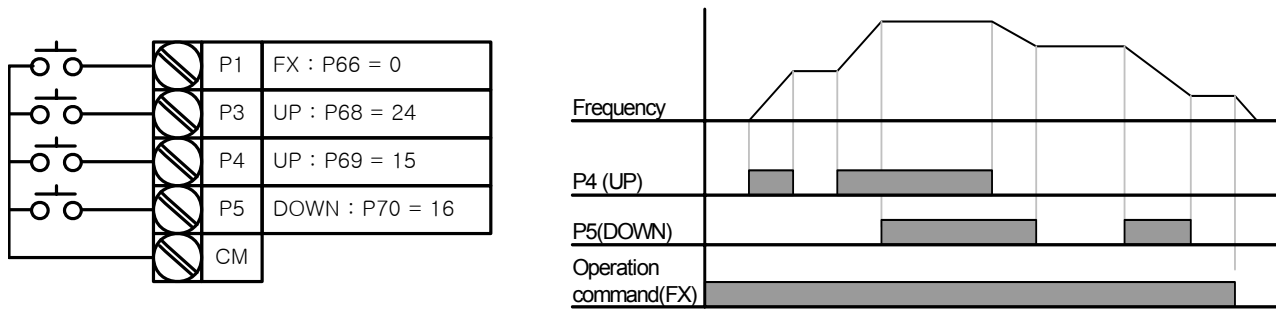 P1 FX : P66 = 0
P3 UP : P68 = 24
P4 UP : P69 = 15
P5 DOWN : P70 = 16
CM
Frequency
P4 (UP)
P5(DOWN)
Operation
command(FX)